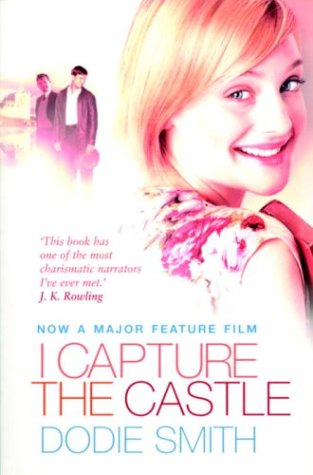 'This book has
one of the most
charismatic narrators
I've ever met.'
J. K. Rowling
NOW A MAJOR FEATURE FILM
I CAPTURE
THE CASTLE
DODIE SMITH